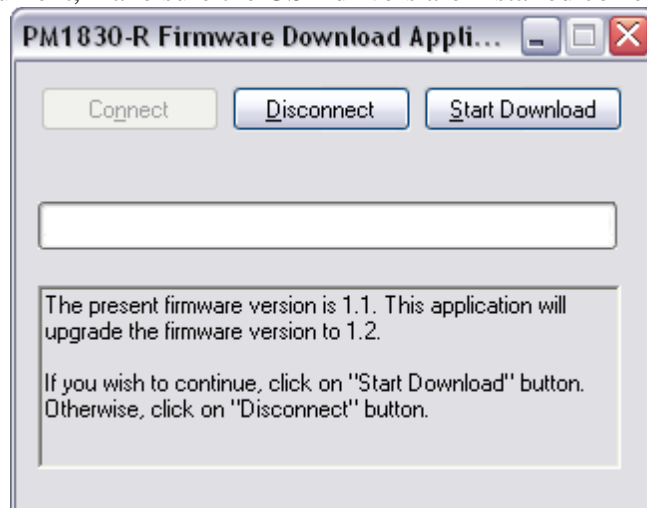 PM1830-R Firmware Download Appli...
Connect Disconnect Start Download
The present firmware version is 1.1. This application will
upgrade the firmware version to 1.2.
If you wish to continue, click on "Start Download" button.
Otherwise, click on "Disconnect" button.